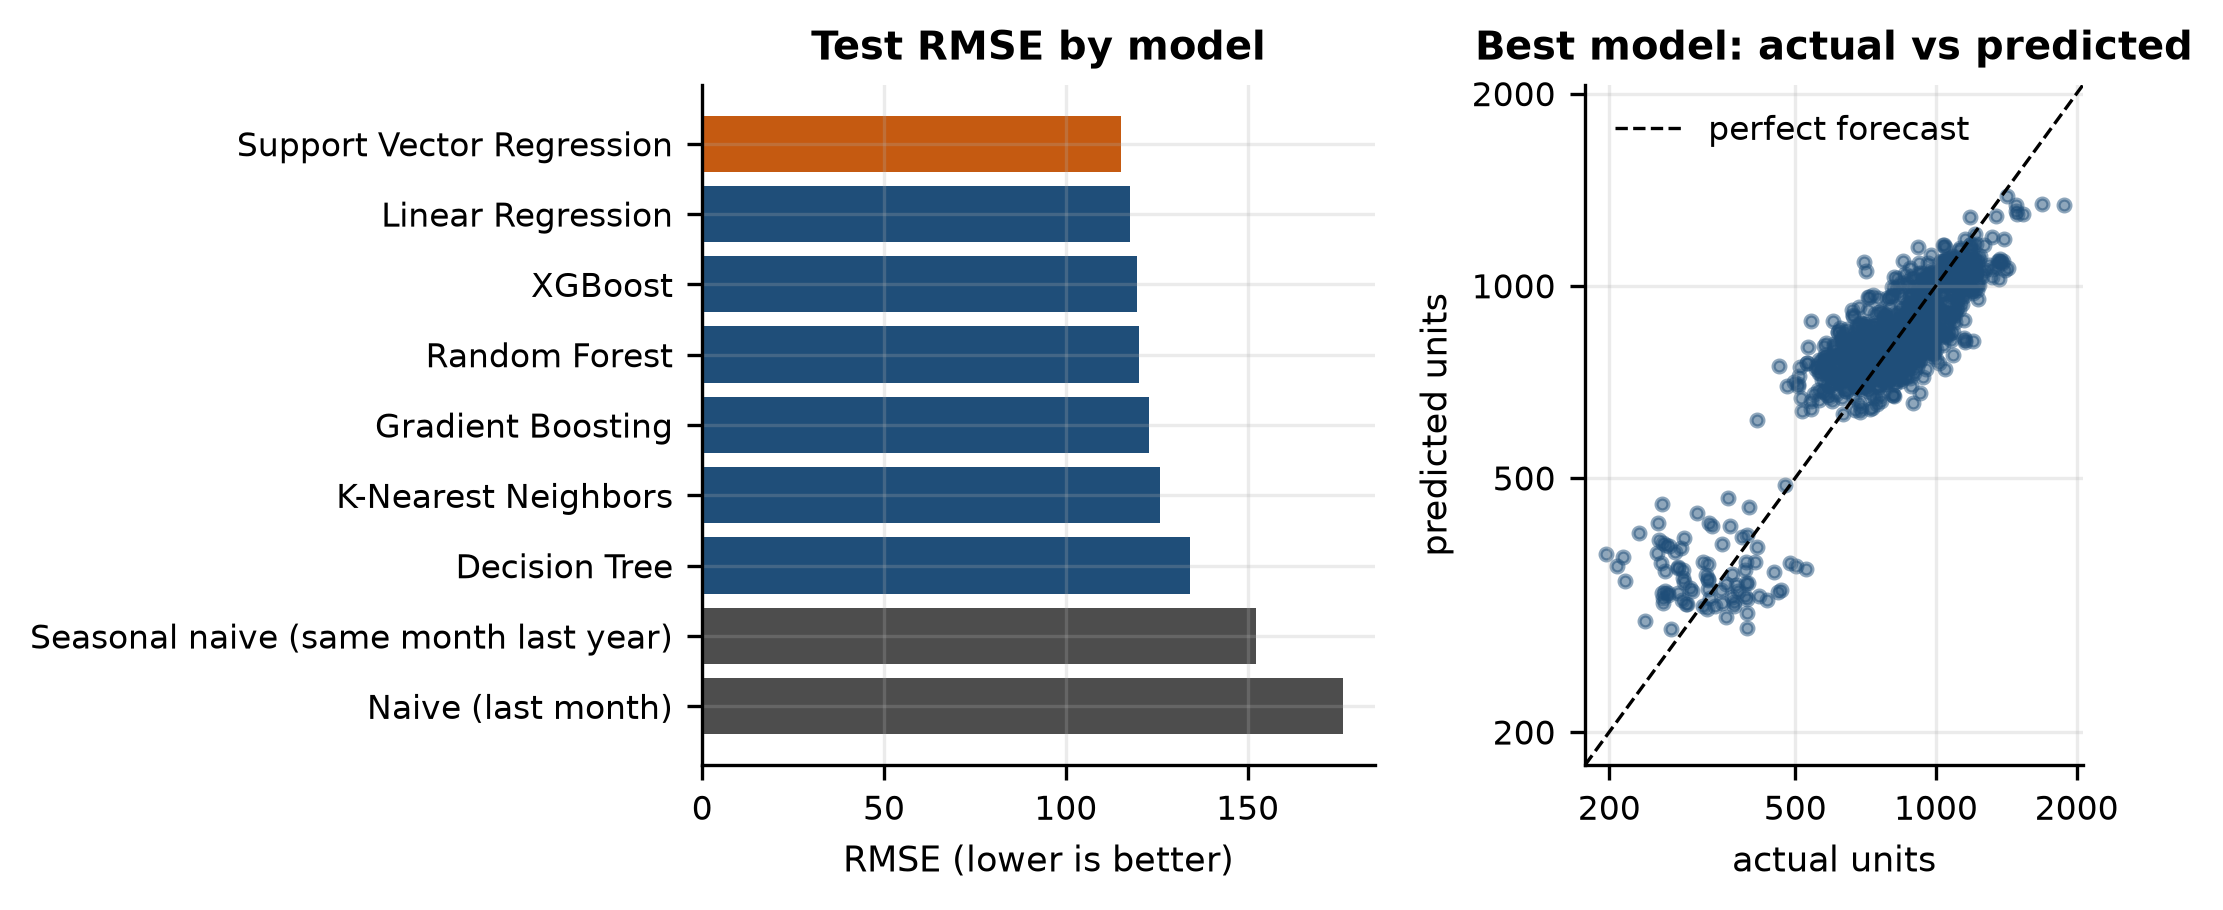 Test RMSE by model
Support Vector Regression
Linear Regression
XGBoost
Random Forest
Gradient Boosting
K-Nearest Neighbors
Decision Tree
Seasonal naive (same month last year)
Naive (last month)
0 50 100 150
RMSE (lower is better)
Best model: actual vs predicted
perfect forecast
predicted units
2000
1000
500
200
200 500 1000 2000
actual units